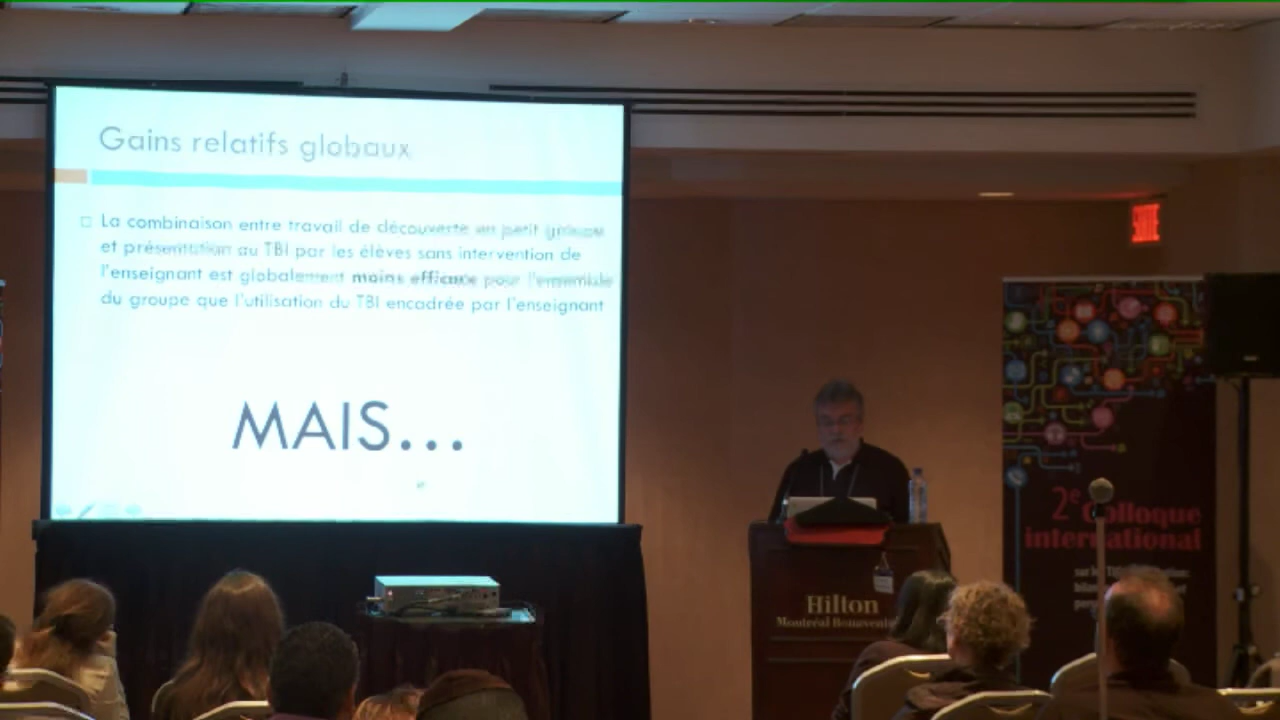 Gains relatifs globaux
La combinaison entre travail de découverte en petit groupe
et présentation au TBI par les élèves sans intervention de
l'enseignant est globalement moins efficace pour l'ensemble
du groupe que l'utilisation du TBI encadrée par l'enseignant
MAIS...
Hilton
Montréal Bonaventure
2e Colloque
international